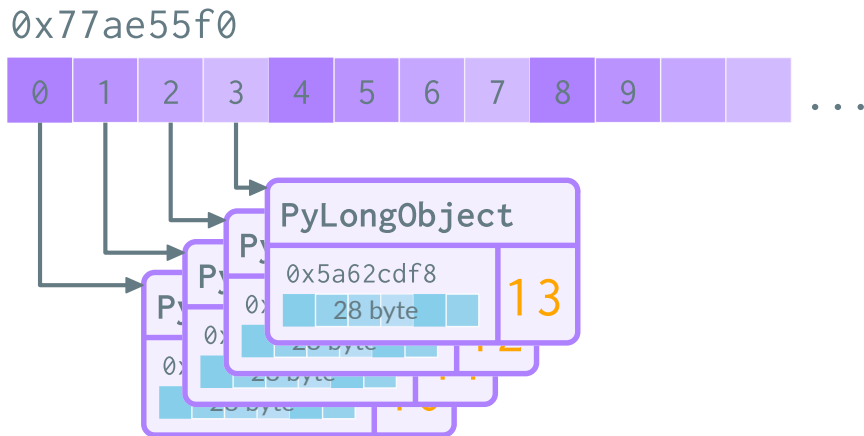 0x77ae55f0
0 1 2 3 4 5 6 7 8 9 ...
PyLongObject
0x5a62cdf8
28 byte 13